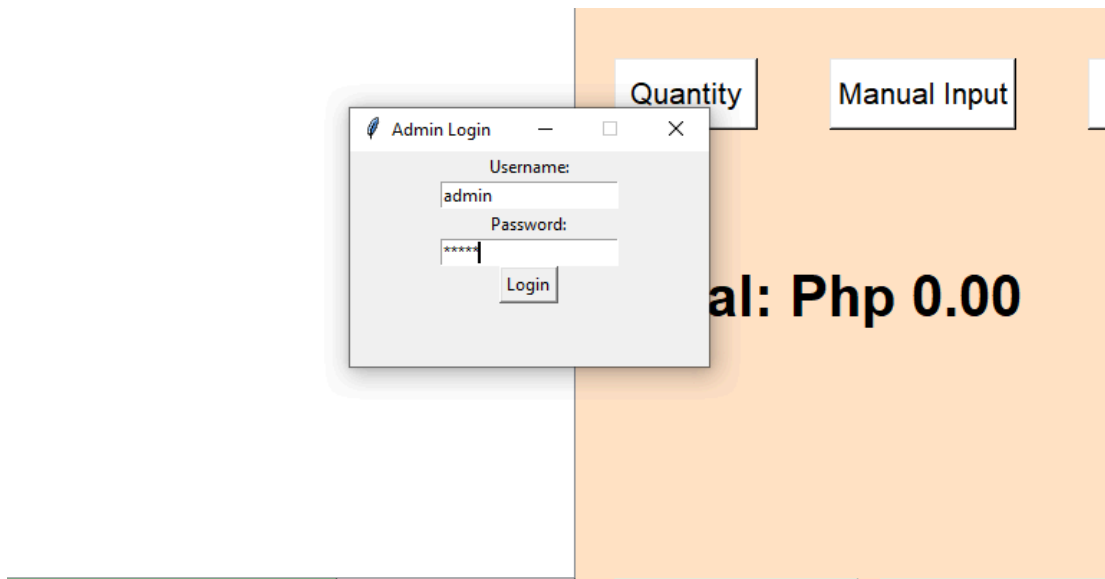 Quantity
Manual Input
Admin Login
Username:
admin
Password:
*****
Login
al: Php 0.00